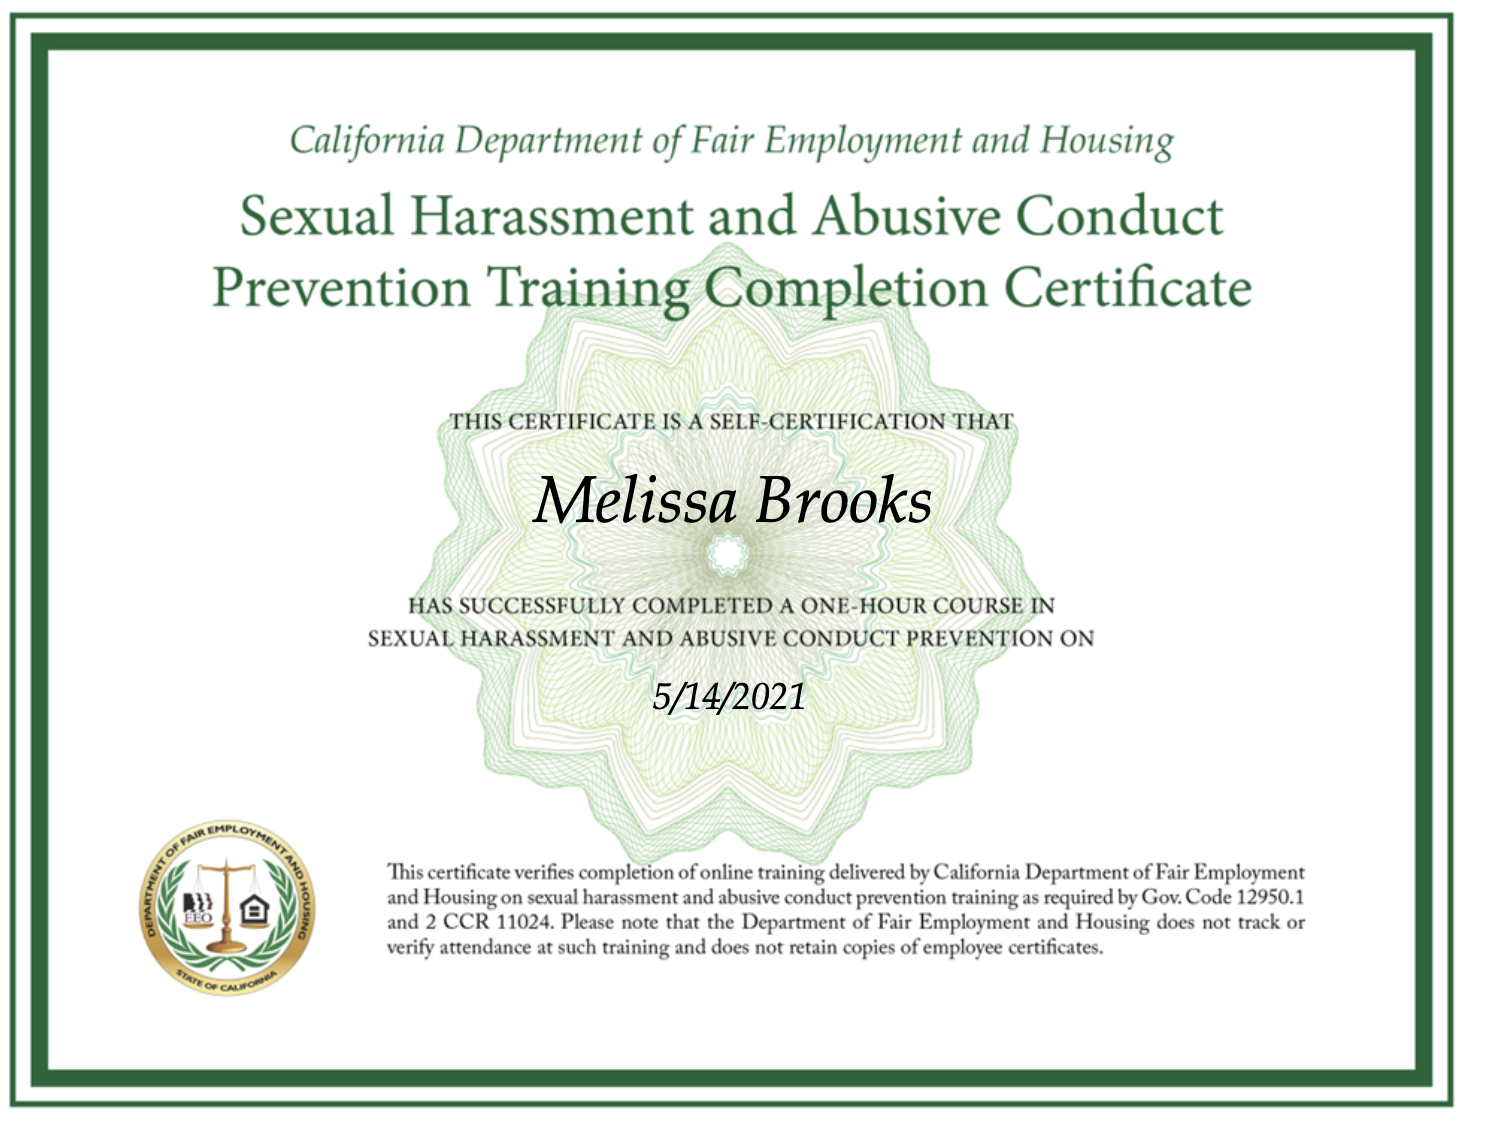 California Department of Fair Employment and Housing
Sexual Harassment and Abusive Conduct
Prevention Training Completion Certificate
THIS CERTIFICATE IS A SELF-CERTIFICATION THAT
Melissa Brooks
HAS SUCCESSFULLY COMPLETED A ONE-HOUR COURSE IN
SEXUAL HARASSMENT AND ABUSIVE CONDUCT PREVENTION ON
5/14/2021
DEPARTMENT OF FAIR EMPLOYMENT AND HOUSING
EEO
STATE OF CALIFORNIA
This certificate verifies completion of online training delivered by California Department of Fair Employment
and Housing on sexual harassment and abusive conduct prevention training as required by Gov. Code 12950.1
and 2 CCR 11024. Please note that the Department of Fair Employment and Housing does not track or
verify attendance at such training and does not retain copies of employee certificates.